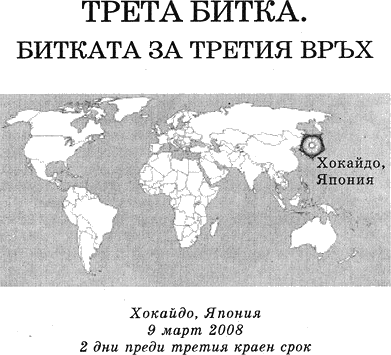 ТРЕТА БИТКА.
БИТКАТА ЗА ТРЕТИЯ ВРЪХ
Хокайдо,
Япония
Хокайдо, Япония
9 март 2008
2 дни преди третия краен срок